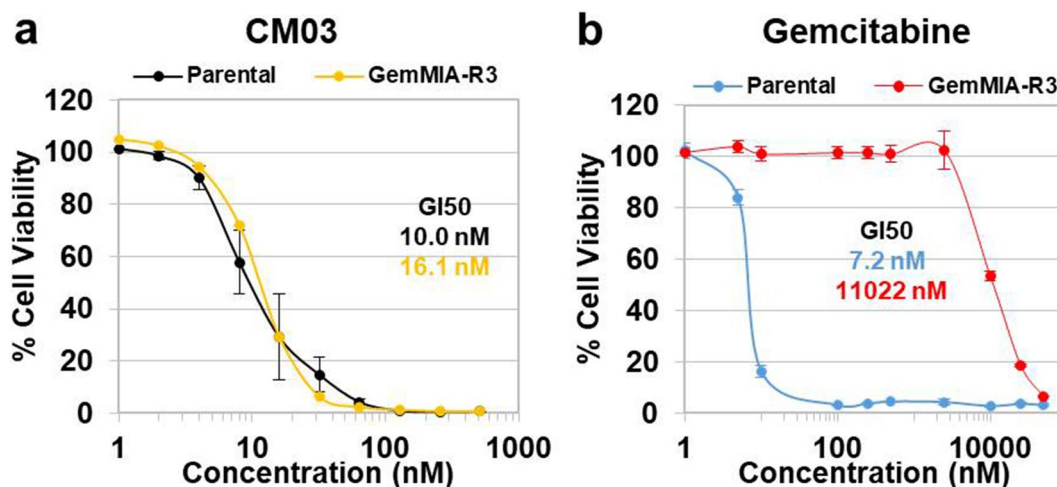 a
CM03
Parental
GemMIA-R3
120
100
80
60
40
20
0
% Cell Viability
GI50
10.0 nM
16.1 nM
1
10
100
1000
Concentration (nM)
b
Gemcitabine
Parental
GemMIA-R3
120
100
80
60
40
20
0
% Cell Viability
GI50
7.2 nM
11022 nM
1
100
10000
Concentration (nM)